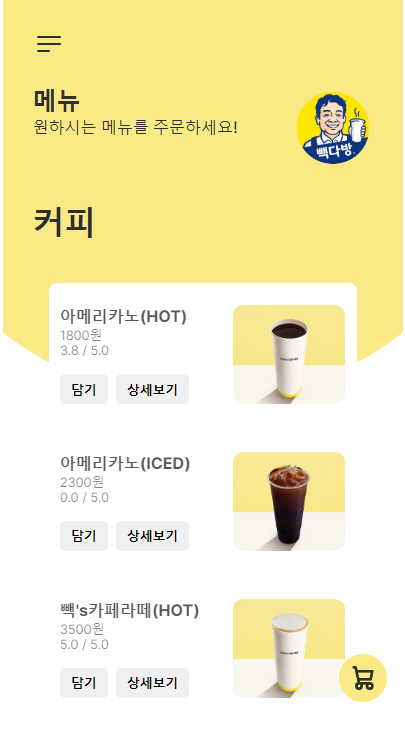 메뉴
원하시는 메뉴를 주문하세요!
빽다방
커피
아메리카노(HOT)
1800원
3.8 / 5.0
담기
상세보기
아메리카노(ICED)
2300원
0.0 / 5.0
담기
상세보기
빽's카페라떼(HOT)
3500원
5.0 / 5.0
담기
상세보기